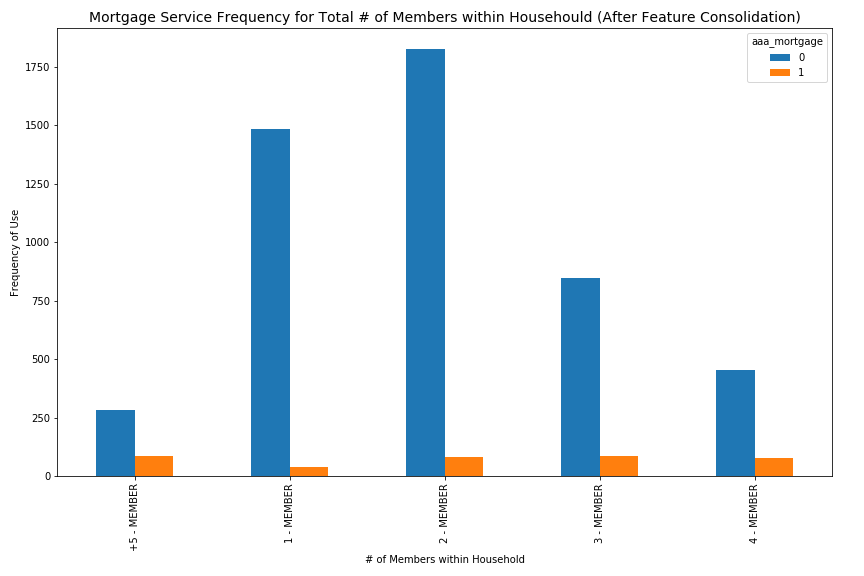 Mortgage Service Frequency for Total # of Members within Househould (After Feature Consolidation)
aaa_mortgage
0
1
1750
1500
1250
1000
750
500
250
0
Frequency of Use
+5 - MEMBER
1 - MEMBER
2 - MEMBER
3 - MEMBER
4 - MEMBER
# of Members within Household